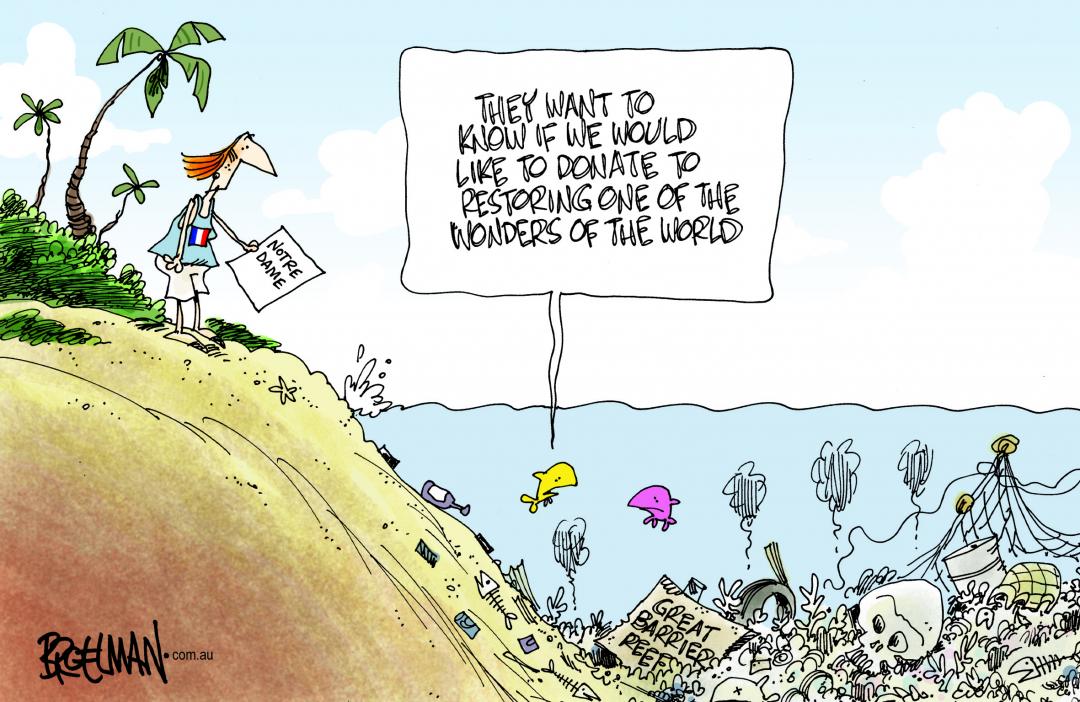 THEY WANT TO
KNOW IF WE WOULD
LIKE TO DONATE TO
RESTORING ONE OF THE
WONDERS OF THE WORLD
NOTRE
DAME
GREAT
BARRIER
REEF
BROELMAN.com.au